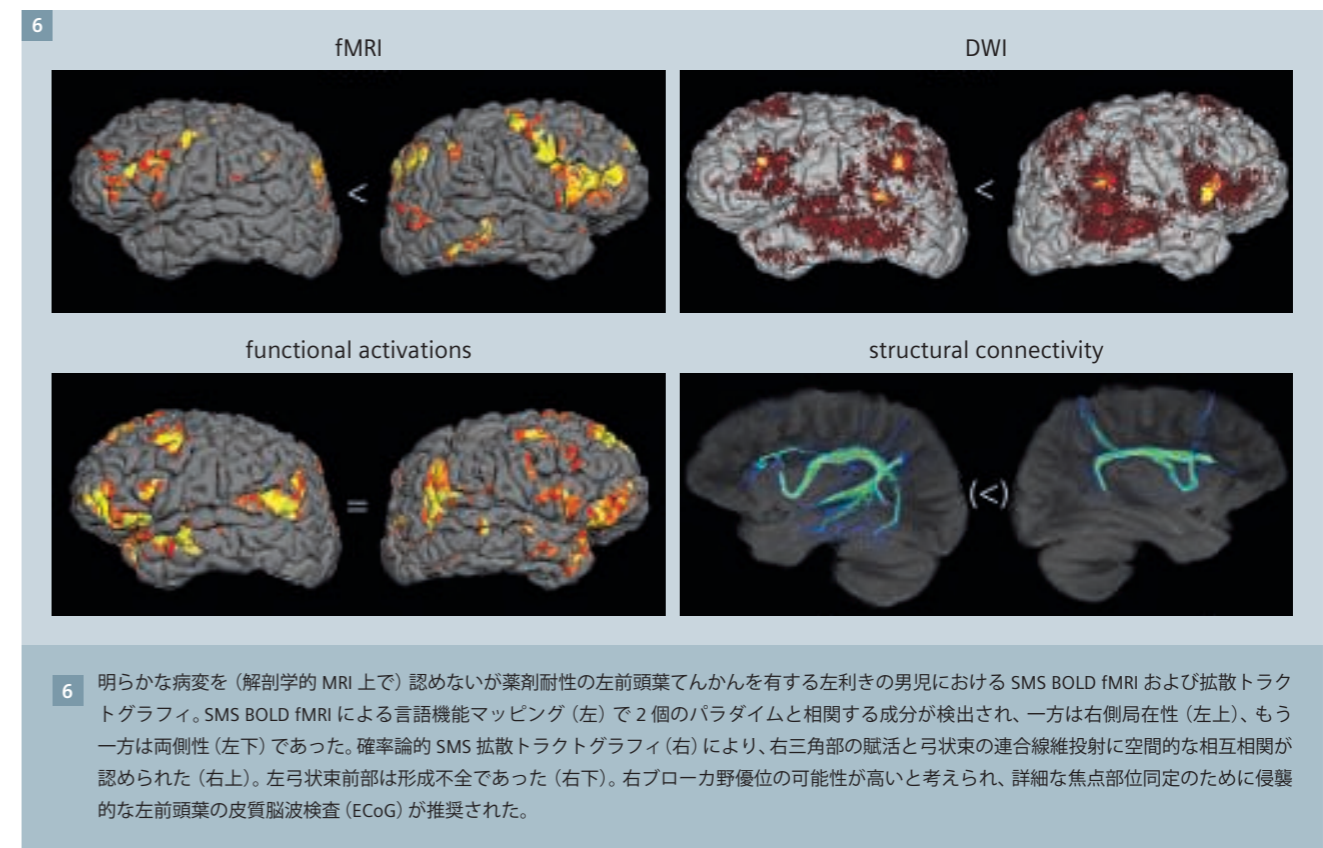 6
fMRI
DWI
<
<
functional activations
structural connectivity
=
(<)
6
明らかな病変を（解剖学的 MRI 上で）認めないが薬剤耐性の左前頭葉てんかんを有する左利きの男児における SMS BOLD fMRI および拡散トラク
トグラフィ。SMS BOLD fMRI による言語機能マッピング（左）で 2 個のパラダイムと相関する成分が検出され、一方は右側局在性（左上）、もう
一方は両側性（左下）であった。確率論的 SMS 拡散トラクトグラフィ（右）により、右三角部の賦活と弓状束の連合線維投射に空間的な相互相関が
認められた（右上）。左弓状束前部は形成不全であった（右下）。右ブローカ野優位の可能性が高いと考えられ、詳細な焦点部位同定のために侵襲
的な左前頭葉の皮質脳波検査（ECoG）が推奨された。